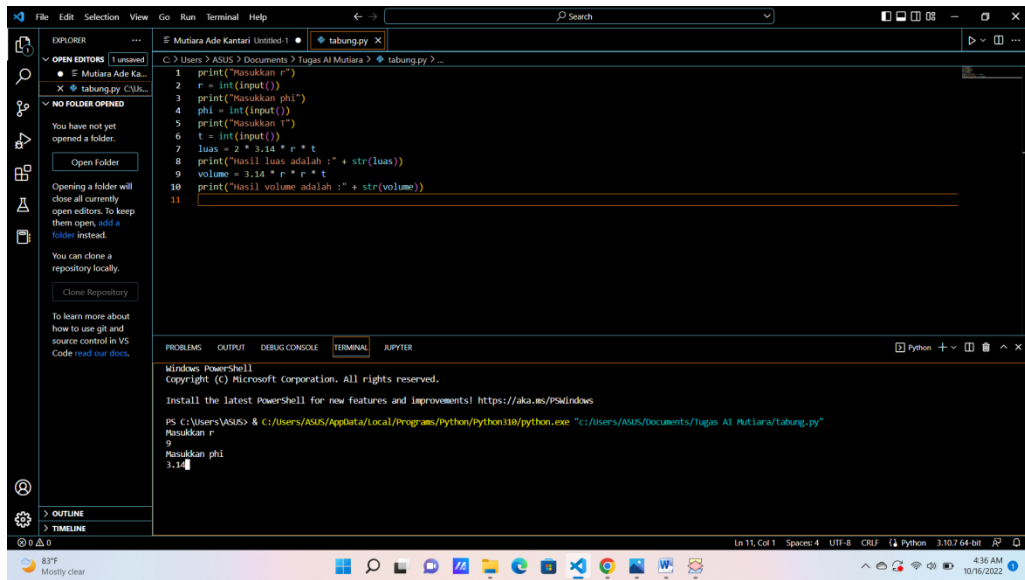 File Edit Selection View Go Run Terminal Help Search
EXPLORER
OPEN EDITORS 1 unsaved
Mutiara Ade Ka...
tabung.py C:\Us...
NO FOLDER OPENED
You have not yet
opened a folder.
Open Folder
Opening a folder will
close all currently
open editors. To keep
them open, add a
folder instead.
You can clone a
repository locally.
Clone Repository
To learn more about
how to use git and
source control in VS
Code read our docs.
OUTLINE
TIMELINE
Mutiara Ade Kantari Untitled-1 tabung.py
C: > Users > ASUS > Documents > Tugas AI Mutiara > tabung.py > ...
1 print("Masukkan r")
2 r = int(input())
3 print("Masukkan phi")
4 phi = int(input())
5 print("Masukkan T")
6 t = int(input())
7 luas = 2 * 3.14 * r * t
8 print("Hasil luas adalah :" + str(luas))
9 volume = 3.14 * r * r * t
10 print("Hasil volume adalah :" + str(volume))
11
PROBLEMS OUTPUT DEBUG CONSOLE TERMINAL JUPYTER Python
Windows PowerShell
Copyright (C) Microsoft Corporation. All rights reserved.
Install the latest PowerShell for new features and improvements! https://aka.ms/PSWindows
PS C:\Users\ASUS> & C:/Users/ASUS/AppData/Local/Programs/Python/Python310/python.exe "c:/Users/ASUS/Documents/Tugas AI Mutiara/tabung.py"
Masukkan r
9
Masukkan phi
3.14
0 0 Ln 11, Col 1 Spaces: 4 UTF-8 CRLF Python 3.10.7 64-bit
83°F
Mostly clear
4:36 AM
10/16/2022